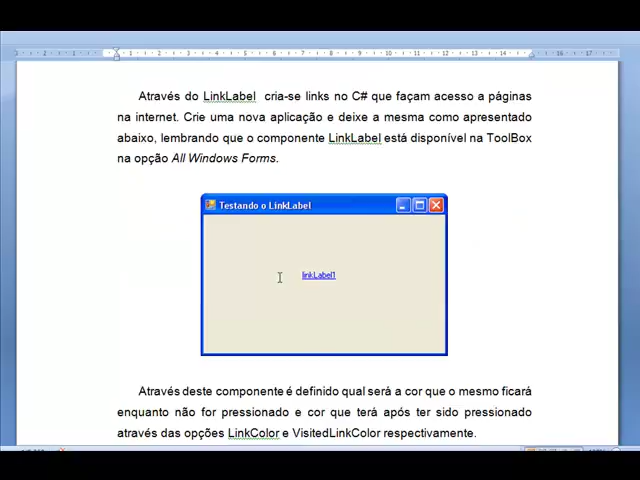 Através do LinkLabel cria-se links no C# que façam acesso a páginas
na internet. Crie uma nova aplicação e deixe a mesma como apresentado
abaixo, lembrando que o componente LinkLabel está disponível na ToolBox
na opção All Windows Forms.
Testando o LinkLabel
linkLabel1
Através deste componente é definido qual será a cor que o mesmo ficará
enquanto não for pressionado e cor que terá após ter sido pressionado
através das opções LinkColor e VisitedLinkColor respectivamente.